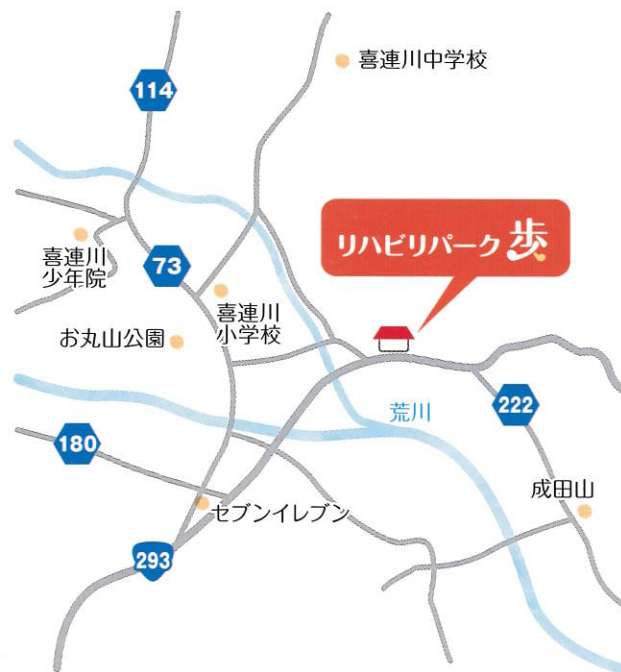 喜連川中学校
114
リハビリパーク 歩
喜連川
少年院
73
喜連川
小学校
お丸山公園
222
荒川
180
成田山
セブンイレブン
293